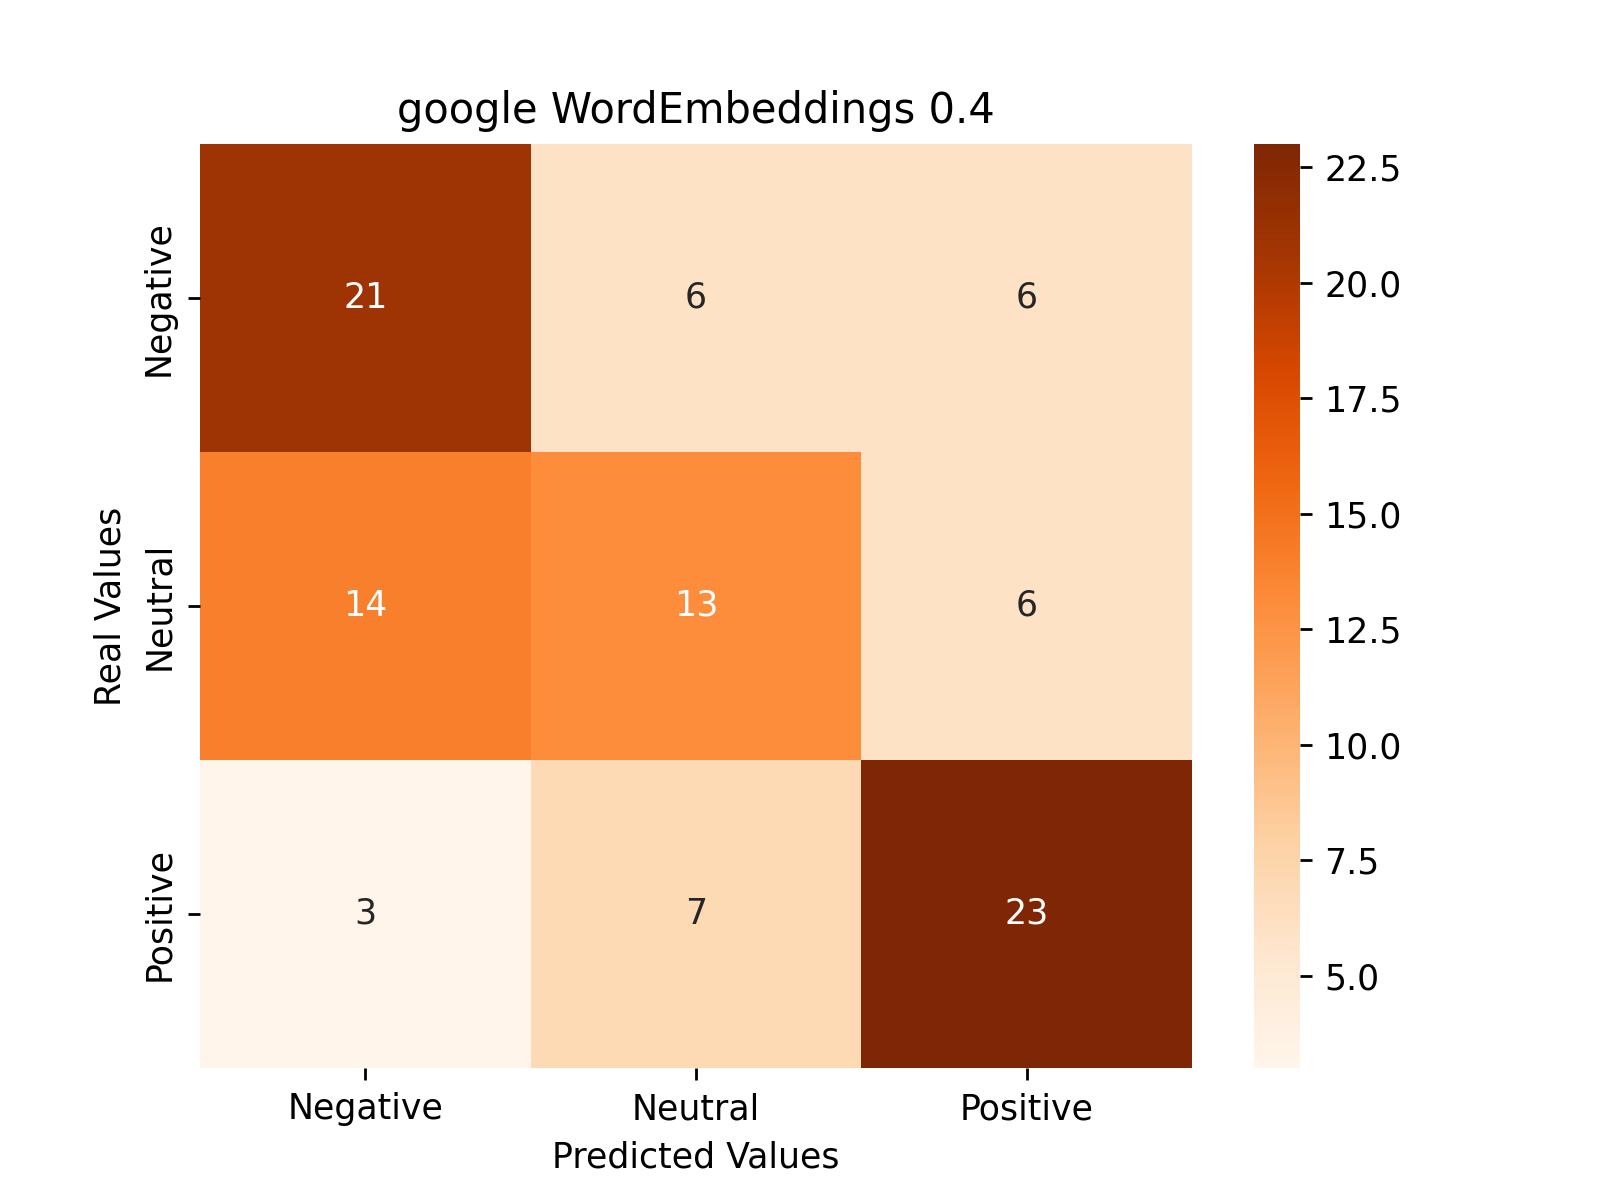 google WordEmbeddings 0.4
Real Values
Negative
21 6 6
Neutral
14 13 6
Positive
3 7 23
Negative Neutral Positive
Predicted Values
22.5
20.0
17.5
15.0
12.5
10.0
7.5
5.0